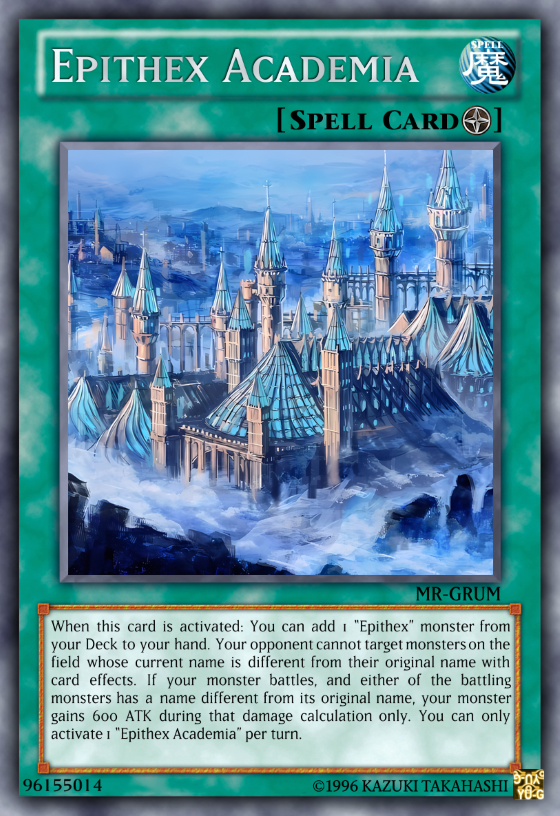 Epithex Academia
SPELL
魔
[Spell Card]
MR-GRUM
When this card is activated: You can add 1 "Epithex" monster from
your Deck to your hand. Your opponent cannot target monsters on the
field whose current name is different from their original name with
card effects. If your monster battles, and either of the battling
monsters has a name different from its original name, your monster
gains 600 ATK during that damage calculation only. You can only
activate 1 "Epithex Academia" per turn.
96155014
©1996 KAZUKI TAKAHASHI